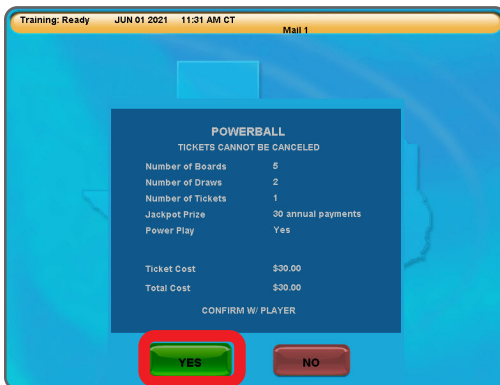 Training: Ready JUN 01 2021 11:31 AM CT
Mail 1
POWERBALL
TICKETS CANNOT BE CANCELED
Number of Boards 5
Number of Draws 2
Number of Tickets 1
Jackpot Prize 30 annual payments
Power Play Yes
Ticket Cost $30.00
Total Cost $30.00
CONFIRM W/ PLAYER
YES NO